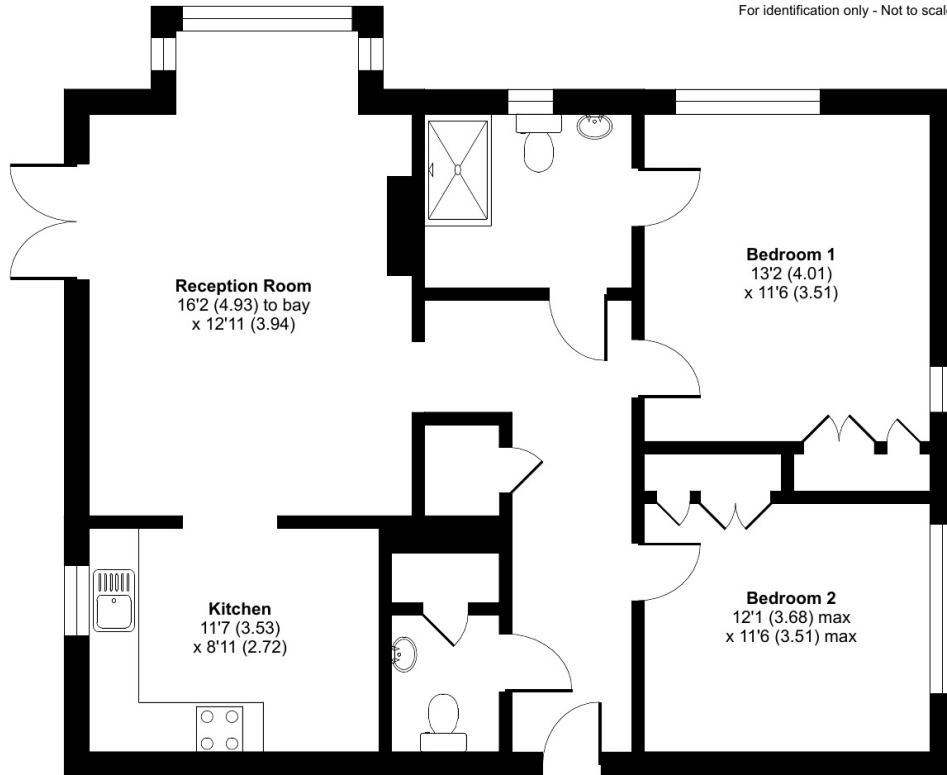 For identification only - Not to scale
Reception Room
16'2 (4.93) to bay
x 12'11 (3.94)
Bedroom 1
13'2 (4.01)
x 11'6 (3.51)
Kitchen
11'7 (3.53)
x 8'11 (2.72)
Bedroom 2
12'1 (3.68) max
x 11'6 (3.51) max